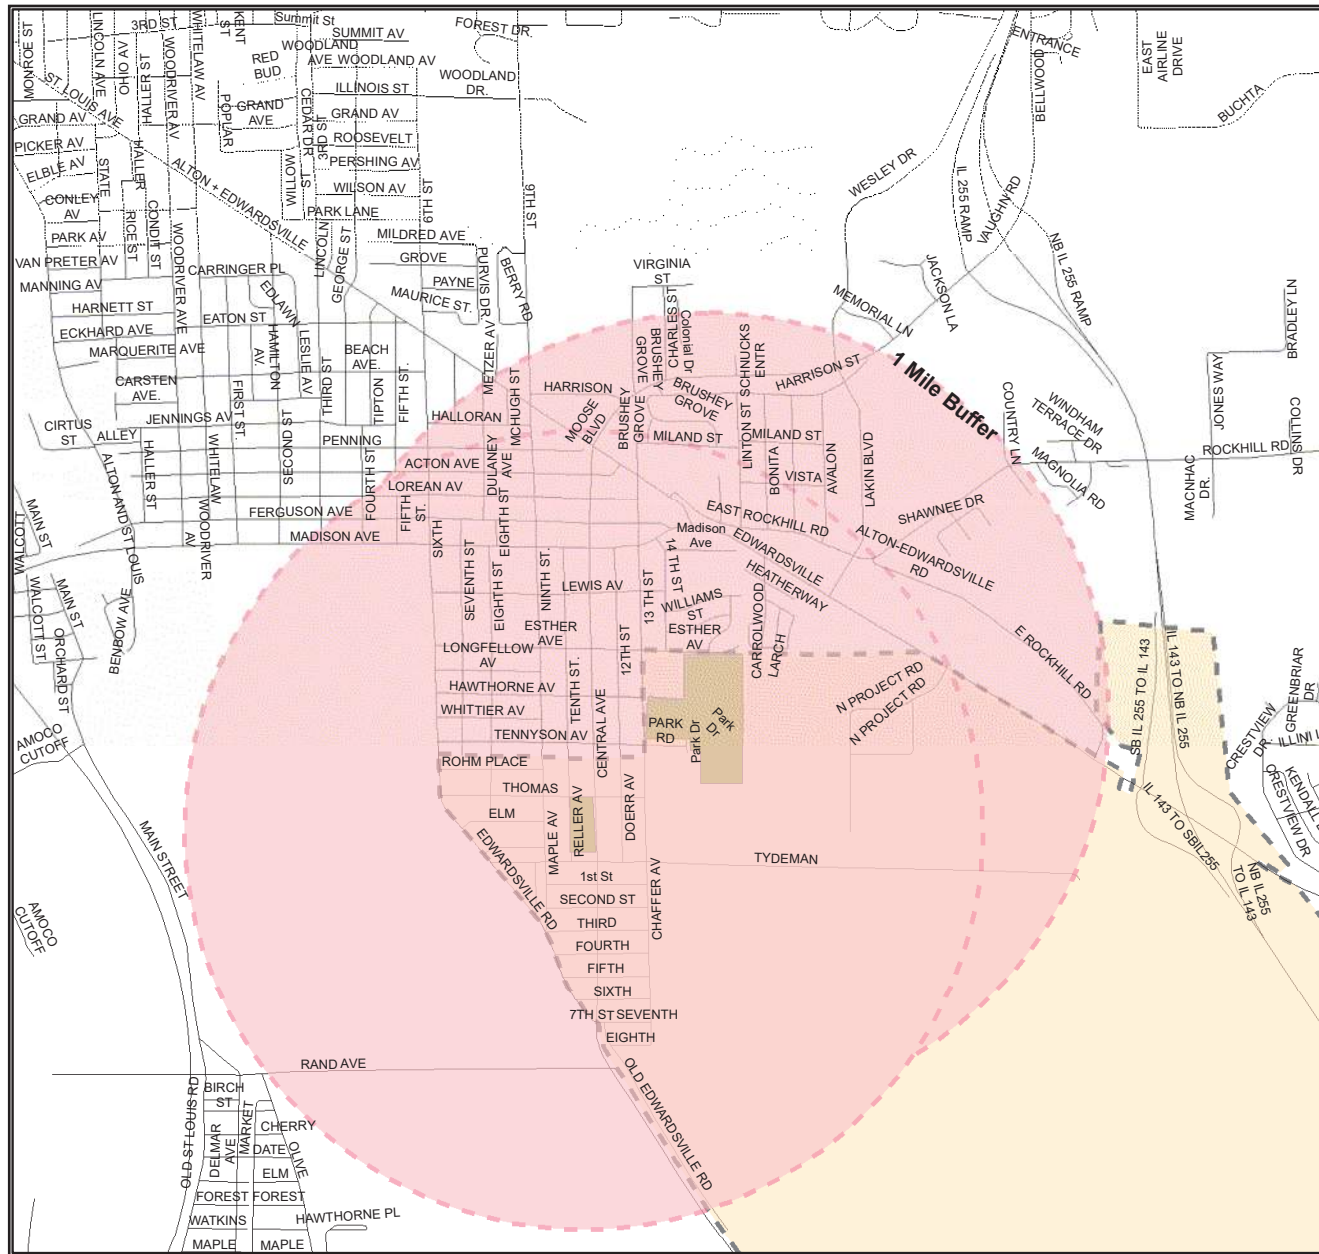 MONROE ST
3RD ST
LINCOLN AVE
OHIO AV
HALLER ST
WOODRIVER AV
WHITELAW AV
KENT
ST
Summit St
SUMMIT AV
WOODLAND
AVE
WOODLAND AV
FOREST DR.
RED
BUD
WOODLAND
DR.
ILLINOIS ST
ST. LOUIS AVE
GRAND AV
POPLAR
GRAND
AVE
CEDAR DR
3RD ST
GRAND AV
ROOSEVELT
PERSHING AV
WILSON AV
PARK LANE
PICKER AV
ELBLE AV
CONLEY
AV
PARK AV
STATE
HALLER
RICE ST
CONDIT ST
WOODRIVER AVE
ALTON + EDWARDSVILLE
WILLOW
ST
LINCOLN
GEORGE ST
6TH ST
9TH ST
MILDRED AVE
GROVE
PAYNE
MAURICE ST.
PURVIS DR
BERRY RD
METZER AV
VAN PRETER AV
MANNING AV
CARRINGER PL
EDLAWN
HARNETT ST
EATON ST
ECKHARD AVE
MARQUERITE AVE
HAMILTON
AV.
LESLIE AV
THIRD ST
BEACH
AVE.
TIPTON
FIFTH ST.
CARSTEN
AVE.
FIRST ST.
JENNINGS AV
CIRTUS
ST
ALLEY
HALLER ST
WHITELAW
SECOND ST
PENNING
FOURTH ST
HALLORAN
MCHUGH ST
HARRISON
MOOSE
BLVD
BRUSHEY
GROVE
BRUSHEY
GROVE
VIRGINIA
ST
CHARLES ST
Colonial Dr
BRUSHEY
GROVE
SCHNUCKS
ENTR
HARRISON ST
MEMORIAL LN
JACKSON LA
WESLEY DR
IL 255 RAMP
VAUGHN RD
NB IL 255 RAMP
ENTRANCE
BELLWOOD
EAST
AIRLINE
DRIVE
BUCHTA
BRADLEY LN
1 Mile Buffer
COUNTRY LN
WINDHAM
TERRACE DR
MAGNOLIA RD
JONES WAY
MACNHAC
DR.
ROCKHILL RD
COLLINS DR
ACTON AVE
LOREAN AV
DULANEY
AVE
EIGHTH ST
FIFTH
ST.
SIXTH
MILAND ST
LINTON ST
MILAND ST
BONITA
VISTA
AVALON
LAKIN BLVD
MAIN ST
WALCOTT
ALTON AND ST LOUIS
WOODRIVER
AV
FERGUSON AVE
MADISON AVE
EAST ROCKHILL RD
SHAWNEE DR
Madison
Ave
EDWARDSVILLE
HEATHERWAY
ALTON-EDWARDSVILLE
RD
SEVENTH ST
EIGHTH ST
NINTH ST.
LEWIS AV
13 TH ST
14 TH ST
WILLIAMS
ST
ESTHER
AV
ESTHER
AVE
12TH ST
CARROLWOOD
LARCH
E ROCKHILL RD
WALCOTT ST
MAIN ST
ORCHARD ST
BENBOW AVE
LONGFELLOW
AV
HAWTHORNE AV
WHITTIER AV
TENNYSON AV
TENTH ST.
CENTRAL AVE
PARK
RD
Park Dr
Park
Dr
N PROJECT RD
N PROJECT RD
SB IL 255 TO IL 143
IL 143 TO NB IL 255
GREENBRIAR
DR
CRESTVIEW
DR.
ILLINI
KENDALL
CRESTVIEW DR
AMOCO
CUTOFF
ROHM PLACE
THOMAS
ELM
MAPLE AV
RELLER AV
DOERR AV
CHAFFER AV
EDWARDSVILLE RD
TYDEMAN
IL 143 TO SBIL255
NB IL 255
TO IL 143
1st St
SECOND ST
THIRD
FOURTH
FIFTH
SIXTH
7TH ST
SEVENTH
EIGHTH
MAIN STREET
AMOCO
CUTOFF
RAND AVE
OLD EDWARDSVILLE RD
OLD ST LOUIS RD
BIRCH
ST
DELMAR
AVE
MARKET
CHERRY
DATE
OLIVE
ELM
FOREST
FOREST
WATKINS
HAWTHORNE PL
MAPLE
MAPLE